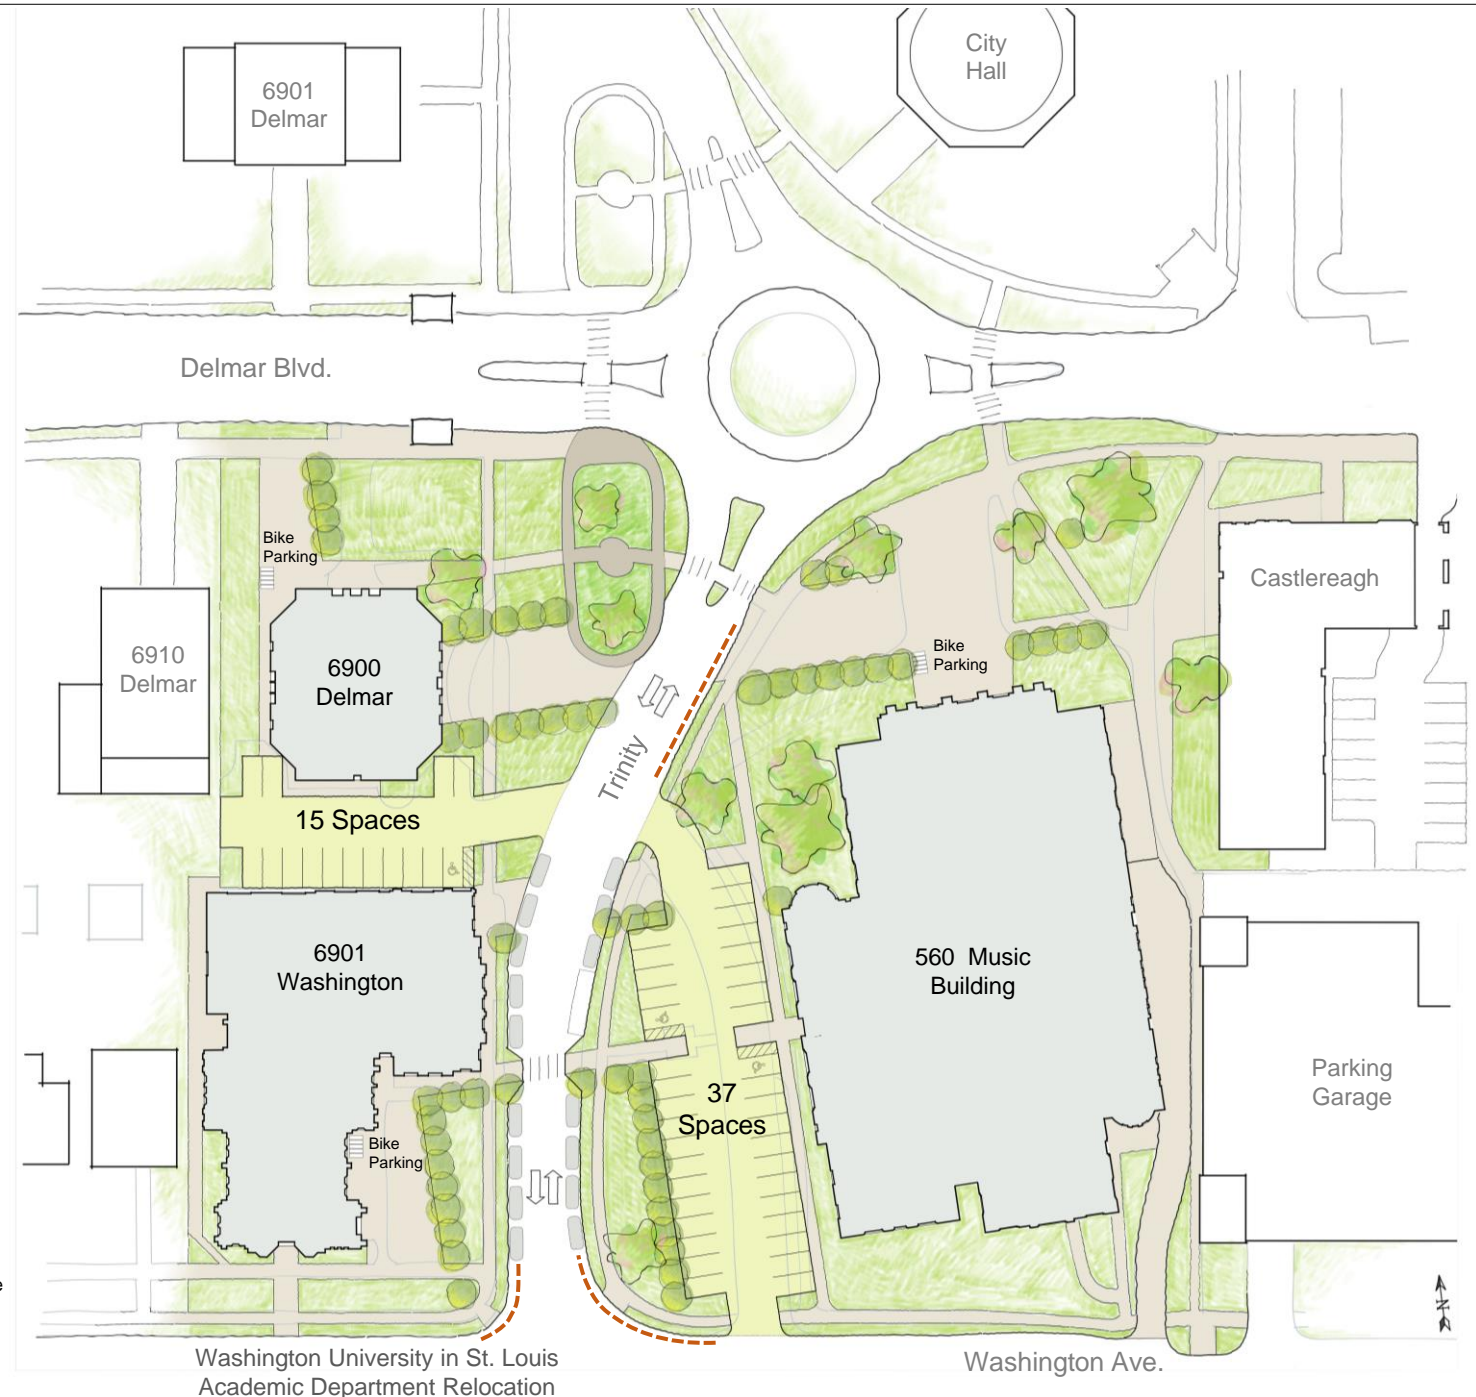 City
Hall
6901
Delmar
Delmar Blvd.
Bike
Parking
Castlereagh
6910
Delmar
6900
Delmar
Bike
Parking
Trinity
15 Spaces
6901
Washington
560 Music
Building
37
Spaces
Parking
Garage
Bike
Parking
e
N
Washington University in St. Louis
Academic Department Relocation
Washington Ave.